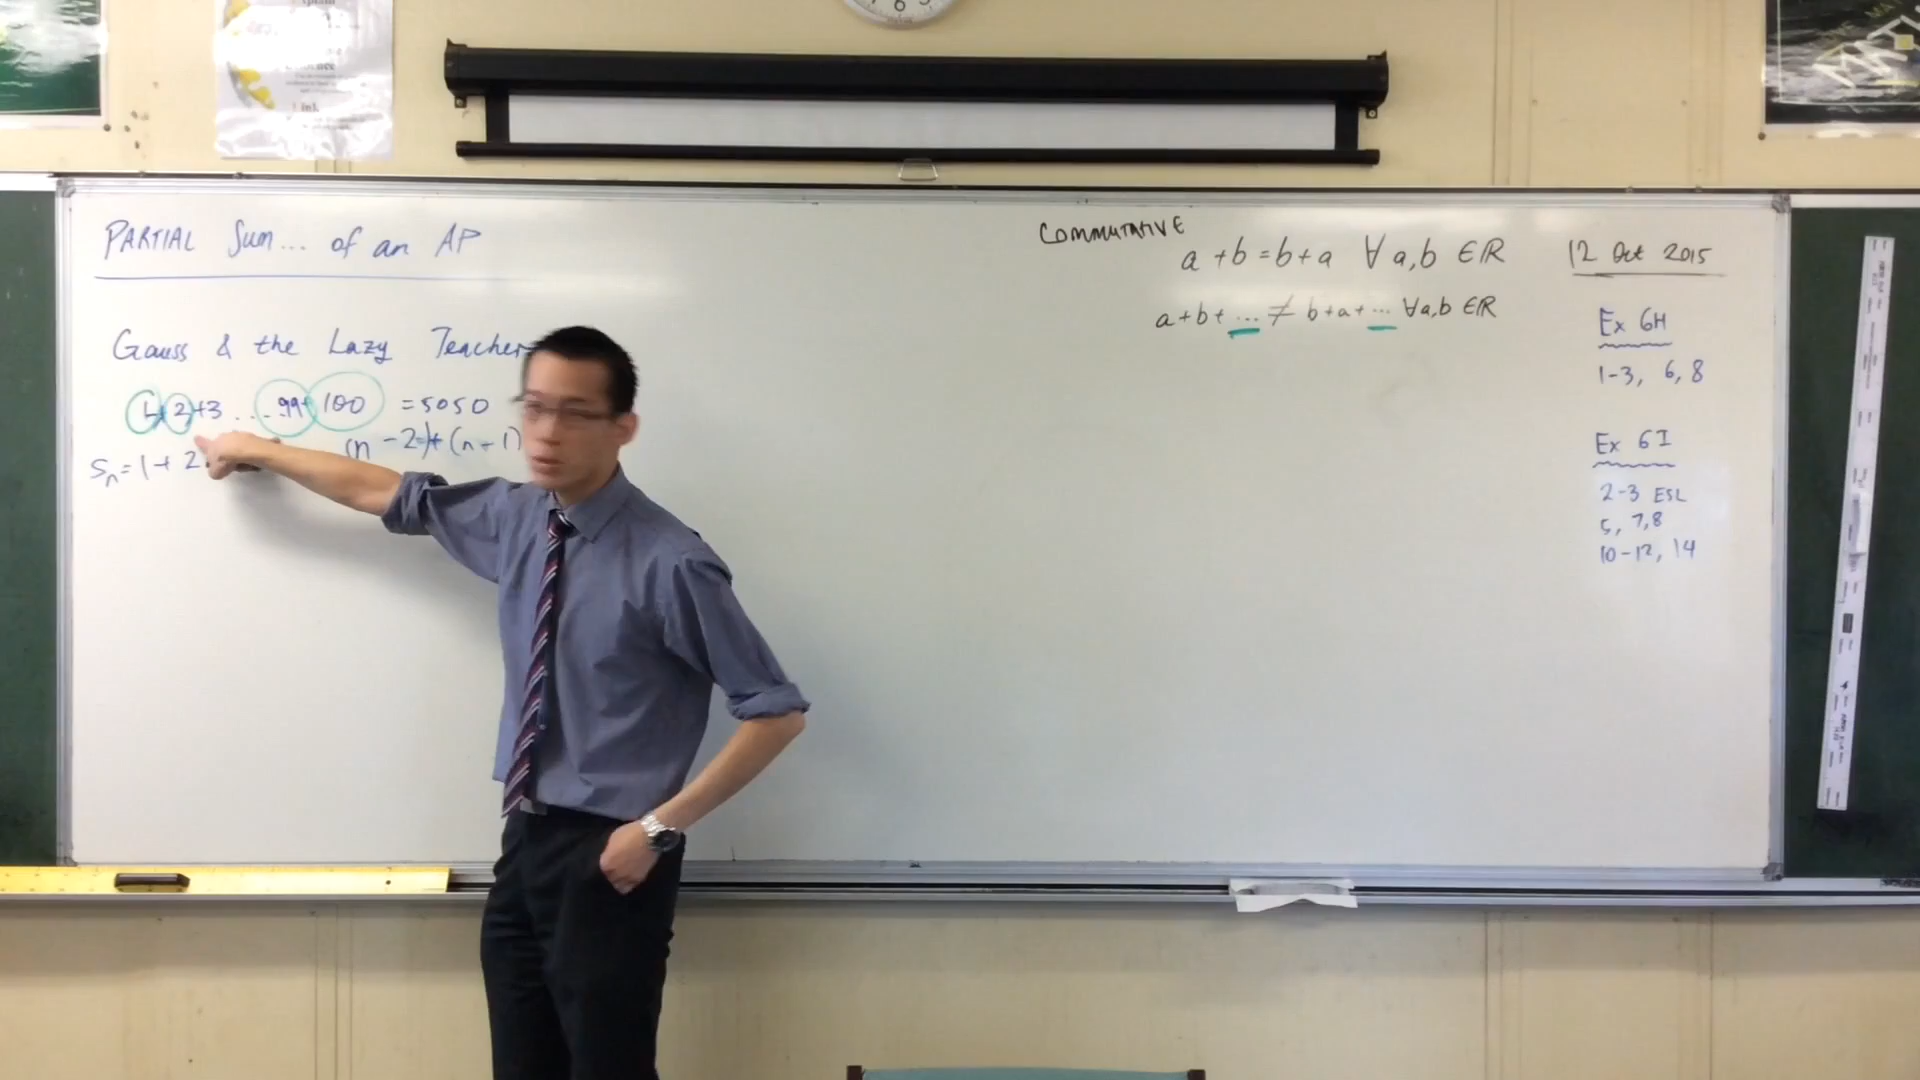 PARTIAL Sum... of an AP
Gauss & the Lazy Teacher
1+2+3 ... 99+100 = 5050
(n-2)+(n-1)
Sn=1+2
COMMUTATIVE
a+b=b+a ∀a,b ∈ℝ
a+b+... ≠ b+a+... ∀a,b ∈ℝ
12 Oct 2015
Ex 6H
1-3, 6, 8
Ex 6I
2-3 ESL
5, 7, 8
10-12, 14